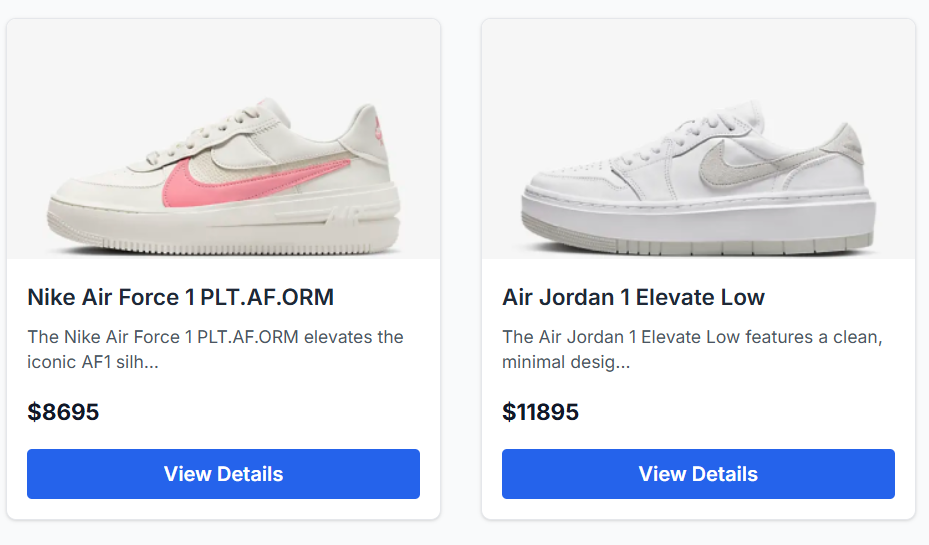 Nike Air Force 1 PLT.AF.ORM
The Nike Air Force 1 PLT.AF.ORM elevates the
iconic AF1 silh...
$8695
View Details
Air Jordan 1 Elevate Low
The Air Jordan 1 Elevate Low features a clean,
minimal desig...
$11895
View Details